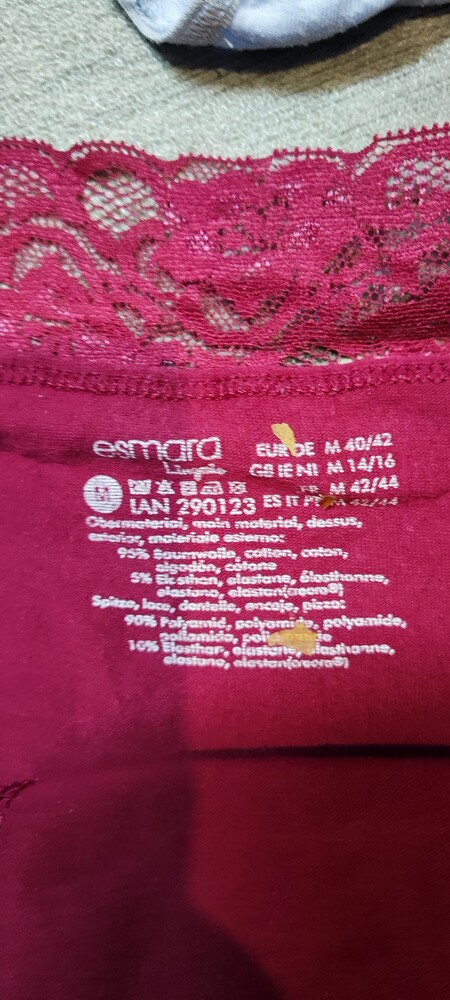 esmara
Lingerie
EUR DE M 40/42
GB IE NI M 14/16
M 42/44
M
IAN 290123 ES IT PT
Obermaterial, main material, dessus,
exterior, materiale esterno:
95% Baumwolle, cotton, coton,
algodón, cotone
5% Elasthan, elastane, élasthanne,
elastano, elastan(creora®)
Spitze, lace, dentelle, encaje, pizzo:
90% Polyamid, polyamide, polyamide,
poliamida,
10% Elasthan, elastane, élasthanne,
elastano, elastan(creora®)